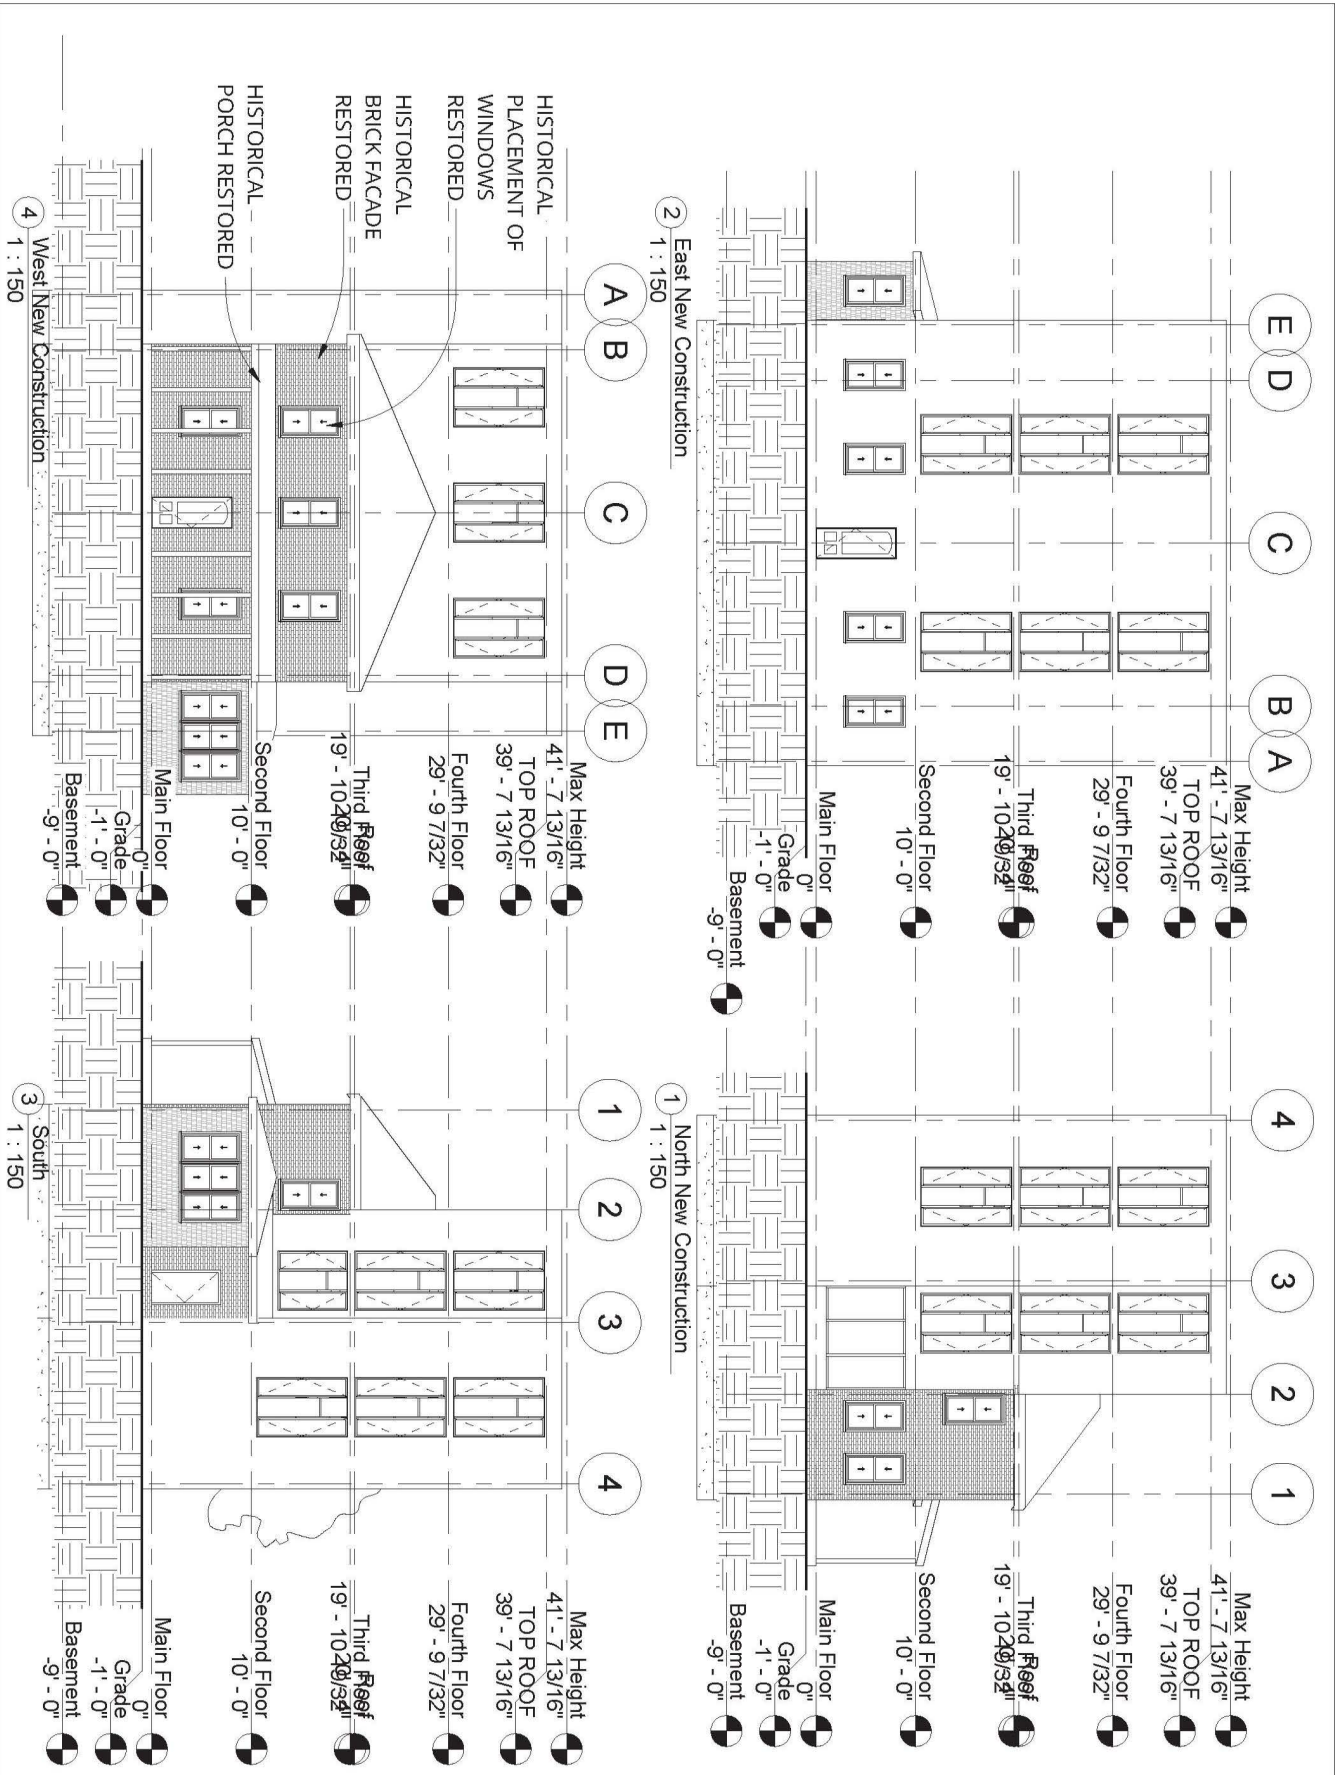 E
D
C
B
A
Max Height
41' - 7 13/16"
TOP ROOF
39' - 7 13/16"
Fourth Floor
29' - 9 7/32"
Third
Roof
Second Floor
10' - 0"
Main Floor
0"
Grade
-1' - 0"
Basement
-9' - 0"
2
East New Construction
1 : 150
4
3
2
1
Max Height
41' - 7 13/16"
TOP ROOF
39' - 7 13/16"
Fourth Floor
29' - 9 7/32"
Third
Roof
Second Floor
10' - 0"
Main Floor
0"
Grade
-1' - 0"
Basement
-9' - 0"
1
North New Construction
1 : 150
HISTORICAL
PLACEMENT OF
WINDOWS
RESTORED
HISTORICAL
BRICK FACADE
RESTORED
HISTORICAL
PORCH RESTORED
A
B
C
D
E
Max Height
41' - 7 13/16"
TOP ROOF
39' - 7 13/16"
Fourth Floor
29' - 9 7/32"
Third
Roof
Second Floor
10' - 0"
Main Floor
0"
Grade
-1' - 0"
Basement
-9' - 0"
4
West New Construction
1 : 150
1
2
3
4
Max Height
41' - 7 13/16"
TOP ROOF
39' - 7 13/16"
Fourth Floor
29' - 9 7/32"
Third
Roof
Second Floor
10' - 0"
Main Floor
0"
Grade
-1' - 0"
Basement
-9' - 0"
3
South
1 : 150